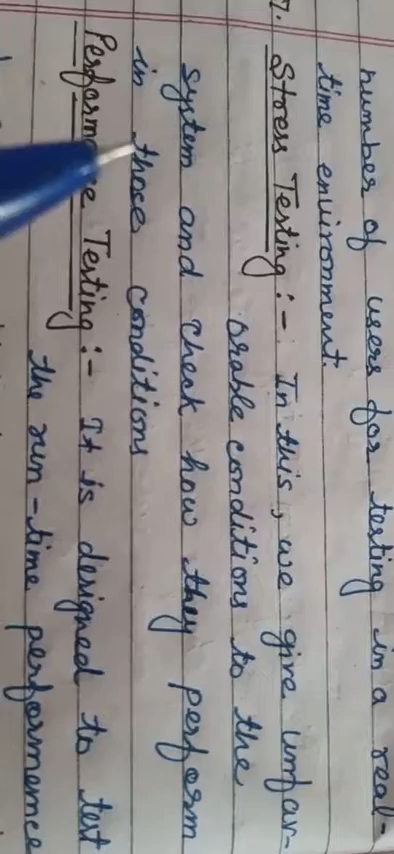 number of users for testing in a real-
time environment.
7. Stress Testing :- In this, we give unfav-
orable conditions to the
system and check how they perform
in those conditions
Testing :- It is designed to test
the run-time performence